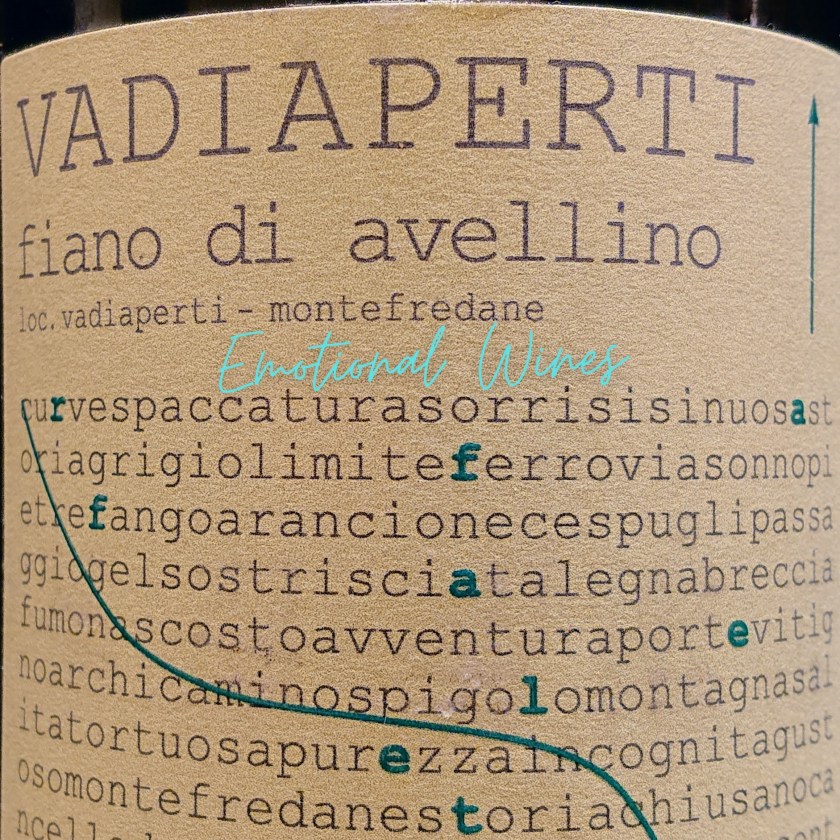 VADIAPERTI
fiano di avellino
loc. vadiaperti - montefredane
Emotional Wines
curvespaccaturasorrisisinuosast
oriagrigiolimiteferroviasonnopi
etrefangoarancionecespuglipassa
ggiogelsostrisciatalegnabreccia
fumonascostoavventuraportevitig
noarchicaminospigolomontagnasal
itatortuosapurezzaincognitagust
osomontefredanestoriachiusanoca